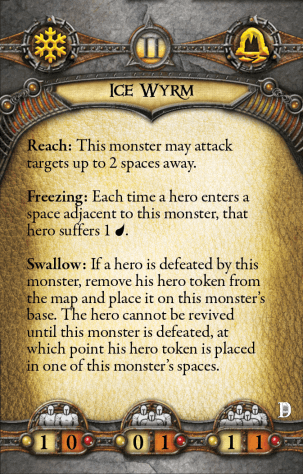 II
ICE WYRM
Reach: This monster may attack
targets up to 2 spaces away.
Freezing: Each time a hero enters a
space adjacent to this monster, that
hero suffers 1 .
Swallow: If a hero is defeated by this
monster, remove his hero token from
the map and place it on this monster's
base. The hero cannot be revived
until this monster is defeated, at
which point his hero token is placed
in one of this monster's spaces.
D
1 0 0 1 1 1